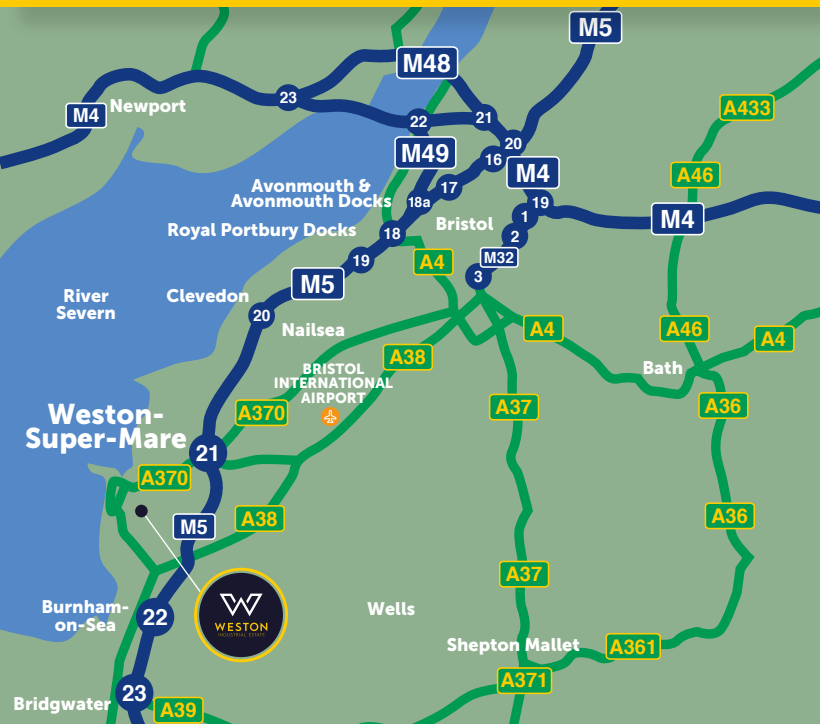 M5
M48
23
M4
Newport
A433
22
21
20
M49
16
M4
A46
Avonmouth &
Avonmouth Docks
17
18a
19
1
M4
Royal Portbury Docks
18
Bristol
2
A4
19
M32
3
M5
River
Severn
Clevedon
20
Nailsea
A4
A46
A4
A38
BRISTOL
INTERNATIONAL
AIRPORT
Bath
A370
A37
A36
Weston-
Super-Mare
21
A370
A38
M5
A36
A37
Burnham-
on-Sea
22
W
WESTON
INDUSTRIAL ESTATE
Wells
Shepton Mallet
A361
A371
23
Bridgwater
A39